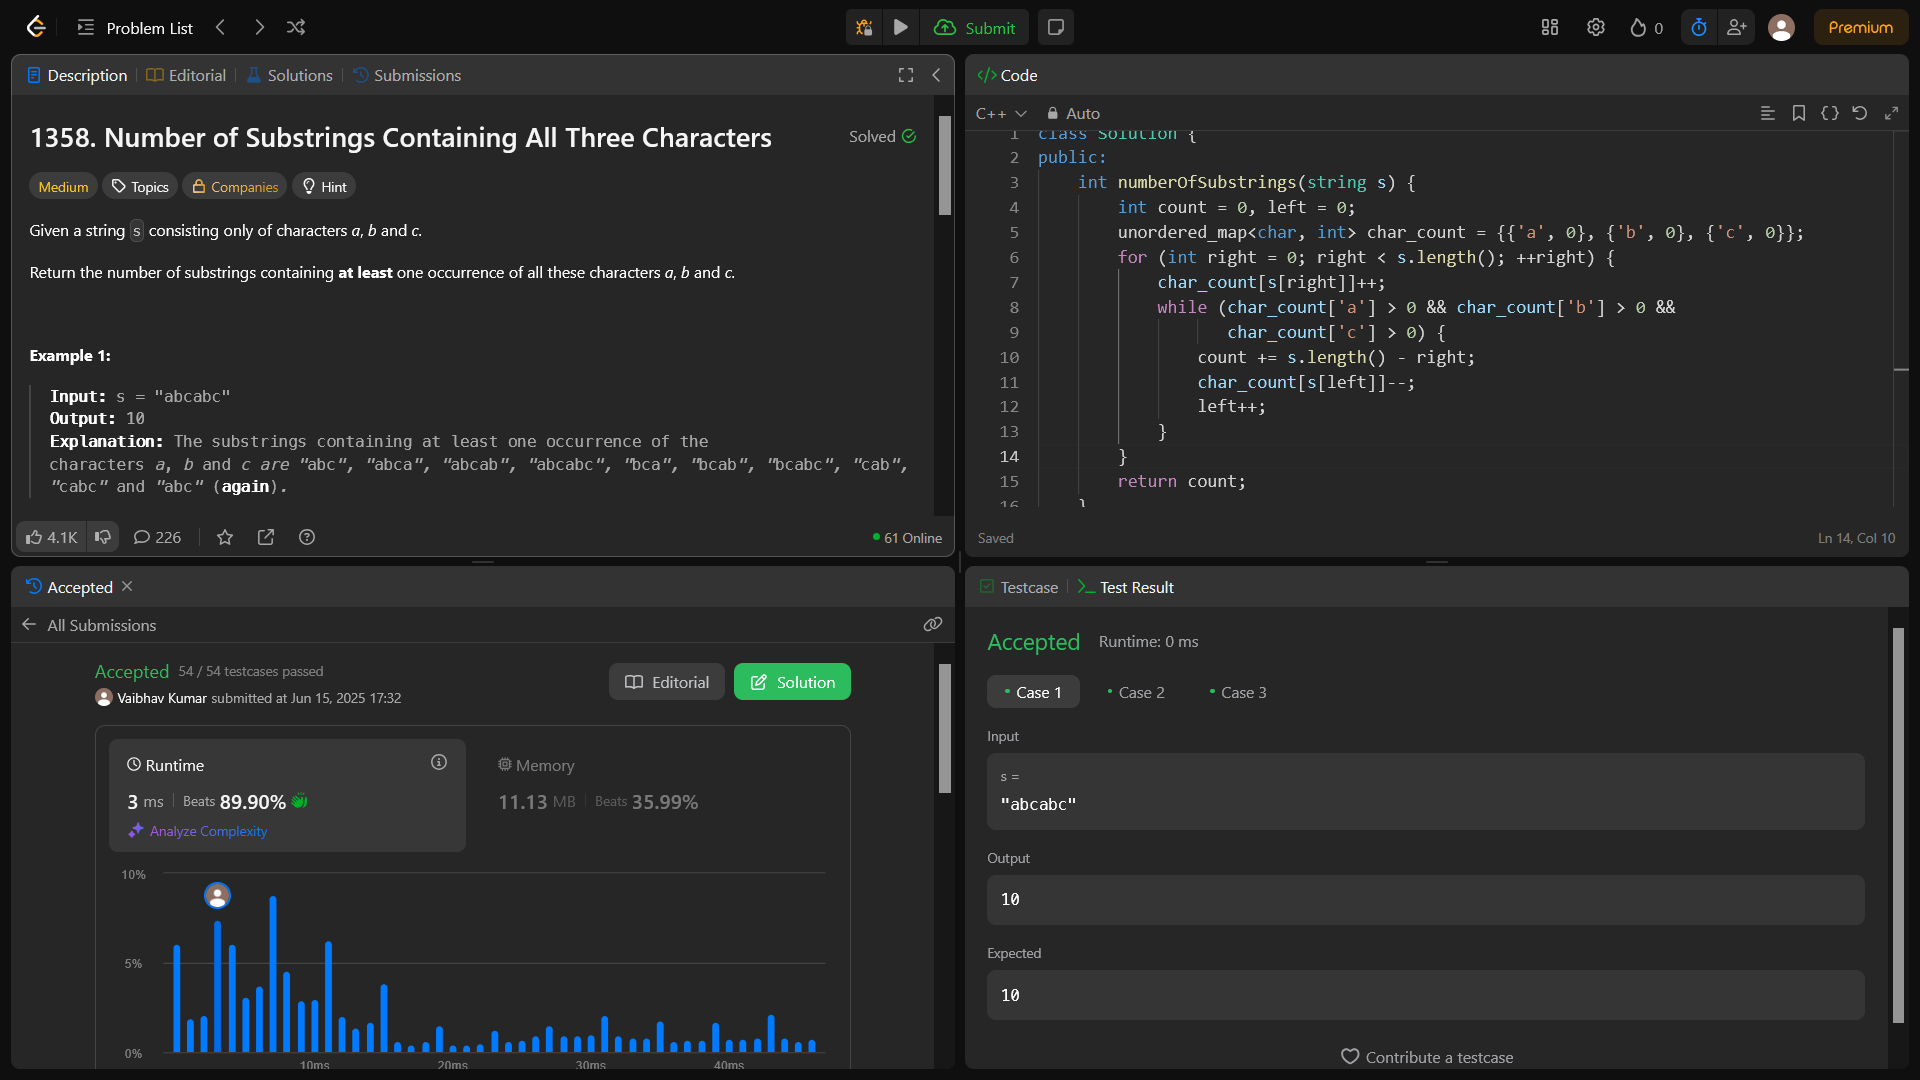 Problem List
Submit
0
Premium
Description
Editorial
Solutions
Submissions
1358. Number of Substrings Containing All Three Characters
Solved
Medium
Topics
Companies
Hint
Given a string s consisting only of characters a, b and c.
Return the number of substrings containing at least one occurrence of all these characters a, b and c.
Example 1:
Input: s = "abcabc"
Output: 10
Explanation: The substrings containing at least one occurrence of the
characters a, b and c are "abc", "abca", "abcab", "abcabc", "bca", "bcab", "bcabc", "cab",
"cabc" and "abc" (again).
4.1K
226
61 Online
</> Code
C++
Auto
1 class Solution {
2 public:
3 int numberOfSubstrings(string s) {
4 int count = 0, left = 0;
5 unordered_map<char, int> char_count = {{'a', 0}, {'b', 0}, {'c', 0}};
6 for (int right = 0; right < s.length(); ++right) {
7 char_count[s[right]]++;
8 while (char_count['a'] > 0 && char_count['b'] > 0 &&
9 char_count['c'] > 0) {
10 count += s.length() - right;
11 char_count[s[left]]--;
12 left++;
13 }
14 }
15 return count;
16 }
Saved
Ln 14, Col 10
Accepted
All Submissions
Accepted 54 / 54 testcases passed
Vaibhav Kumar submitted at Jun 15, 2025 17:32
Editorial
Solution
Runtime
3 ms Beats 89.90%
Analyze Complexity
Memory
11.13 MB Beats 35.99%
10%
5%
0%
10ms
20ms
30ms
40ms
Testcase
Test Result
Accepted Runtime: 0 ms
Case 1
Case 2
Case 3
Input
s =
"abcabc"
Output
10
Expected
10
Contribute a testcase